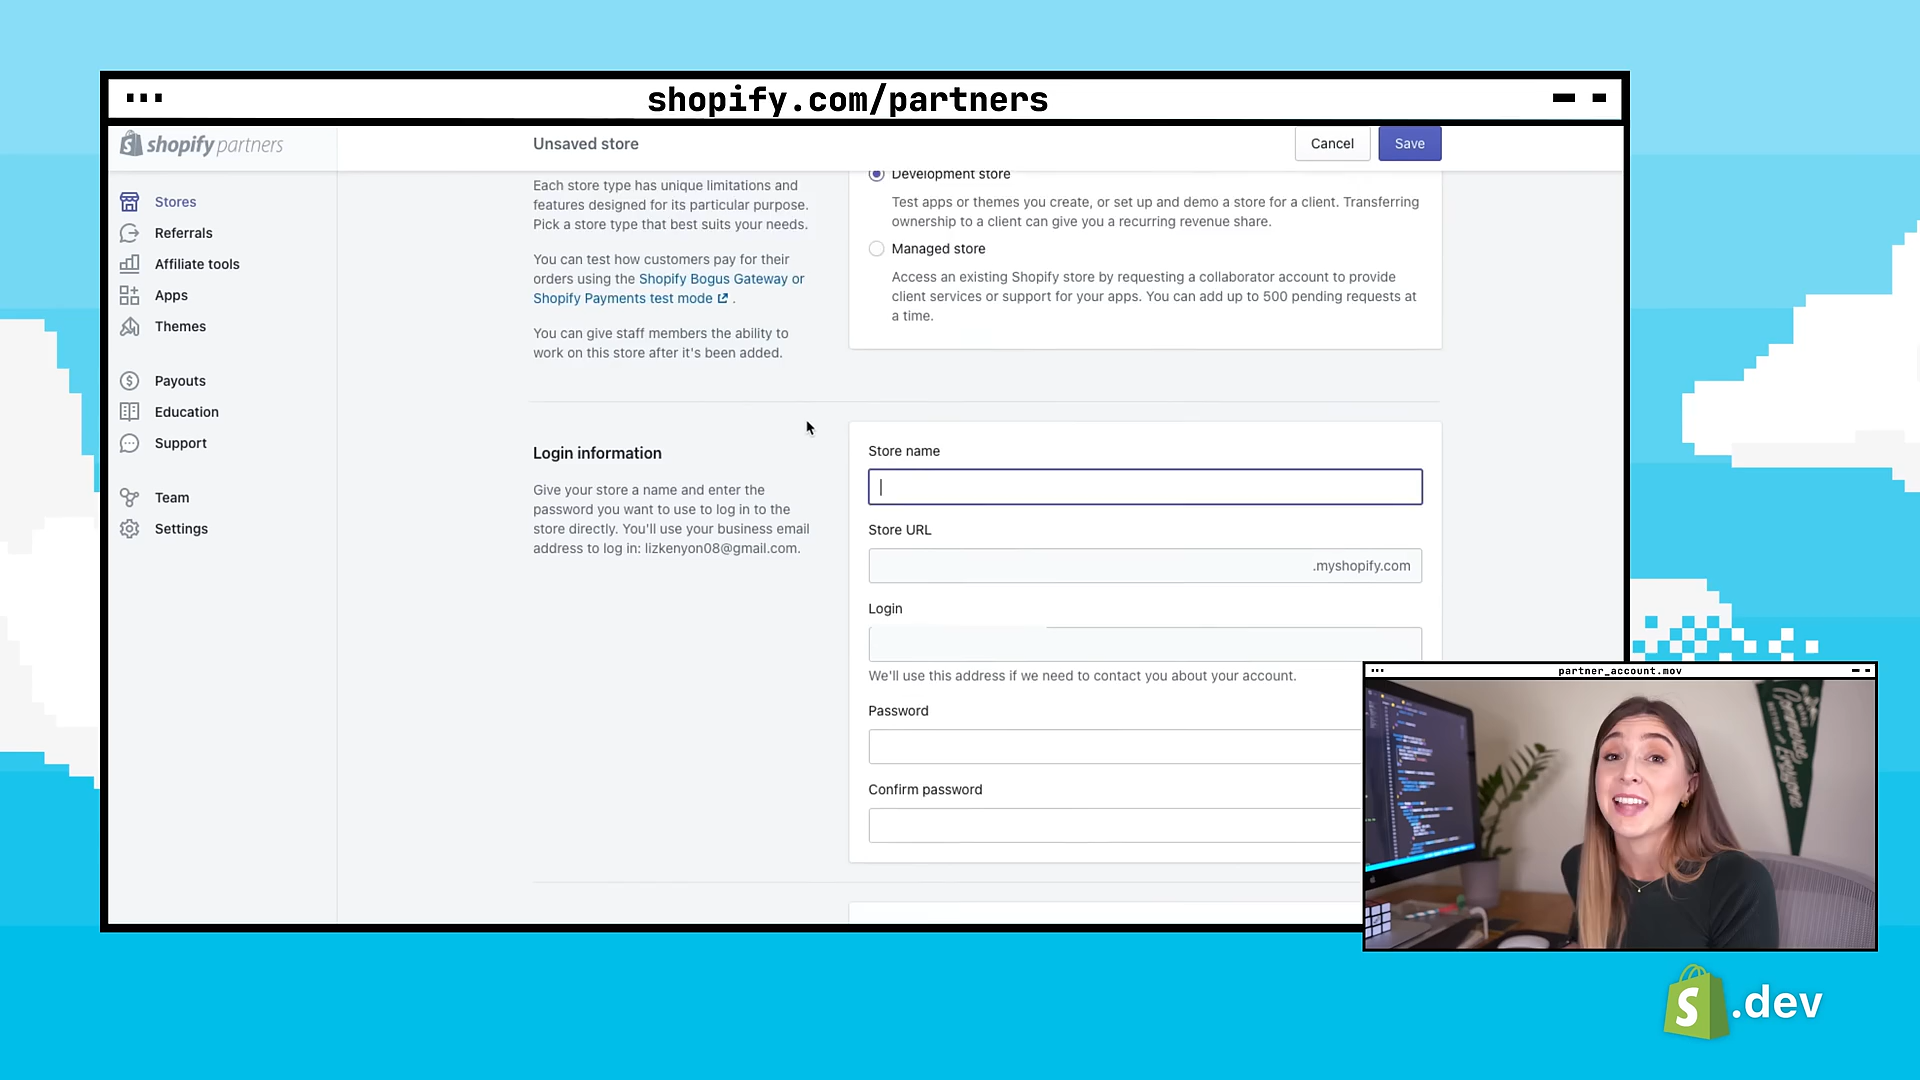 shopify.com/partners
shopify partners
Unsaved store
Cancel
Save
Stores
Referrals
Affiliate tools
Apps
Themes
Payouts
Education
Support
Team
Settings
Each store type has unique limitations and
features designed for its particular purpose.
Pick a store type that best suits your needs.
You can test how customers pay for their
orders using the Shopify Bogus Gateway or
Shopify Payments test mode .
You can give staff members the ability to
work on this store after it's been added.
Development store
Test apps or themes you create, or set up and demo a store for a client. Transferring
ownership to a client can give you a recurring revenue share.
Managed store
Access an existing Shopify store by requesting a collaborator account to provide
client services or support for your apps. You can add up to 500 pending requests at
a time.
Login information
Give your store a name and enter the
password you want to use to log in to the
store directly. You'll use your business email
address to log in: lizkenyon08@gmail.com.
Store name
Store URL
.myshopify.com
Login
We'll use this address if we need to contact you about your account.
Password
Confirm password
partner_account.mov
Commerce
Everyone
S
.dev